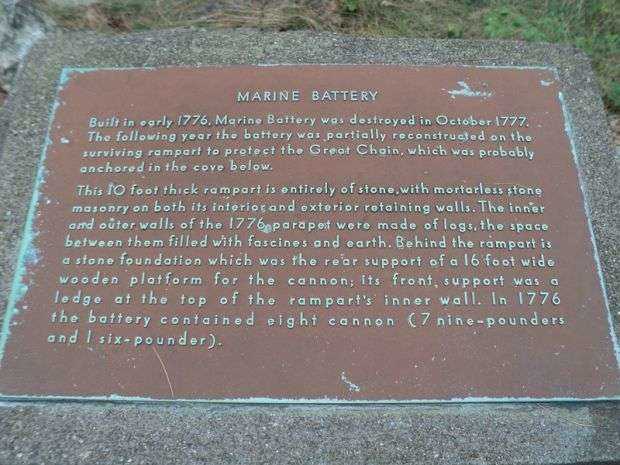 MARINE BATTERY
Built in early 1776, Marine Battery was destroyed in October 1777.
The following year the battery was partially reconstructed on the
surviving rampart to protect the Great Chain, which was probably
anchored in the cove below.
This 10 foot thick rampart is entirely of stone, with mortarless stone
masonry on both its interior and exterior retaining walls. The inner
and outer walls of the 1776 parapet were made of logs, the space
between them filled with fascines and earth. Behind the rampart is
a stone foundation which was the rear support of a 16 foot wide
wooden platform for the cannon; its front support was a
ledge at the top of the rampart's inner wall. In 1776
the battery contained eight cannon (7 nine-pounders
and 1 six-pounder).